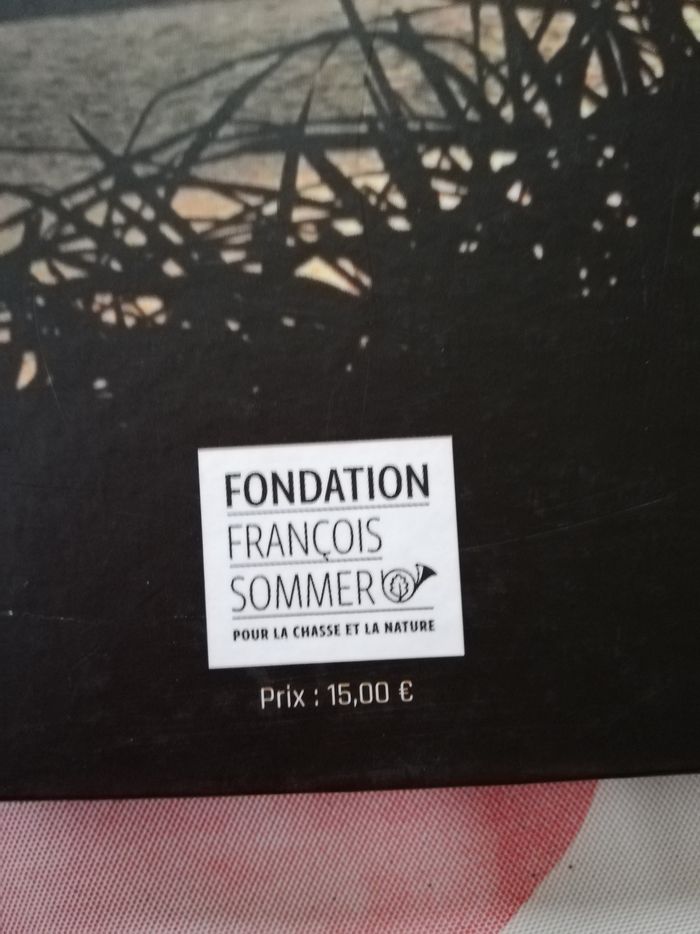 FONDATION
FRANÇOIS
SOMMER
POUR LA CHASSE ET LA NATURE
Prix : 15,00 €